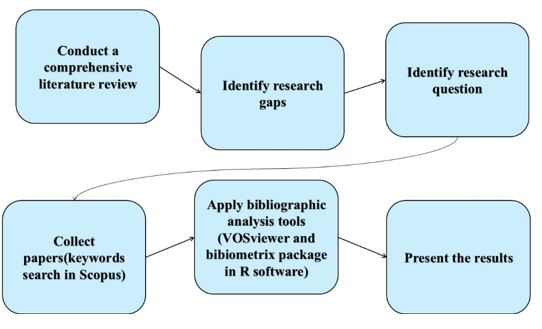 Conduct a
comprehensive
literature review
Identify research
gaps
Identify research
question
Collect
papers(keywords
search in Scopus)
Apply bibliographic
analysis tools
(VOSviewer and
bibiometrix package
in R software)
Present the results